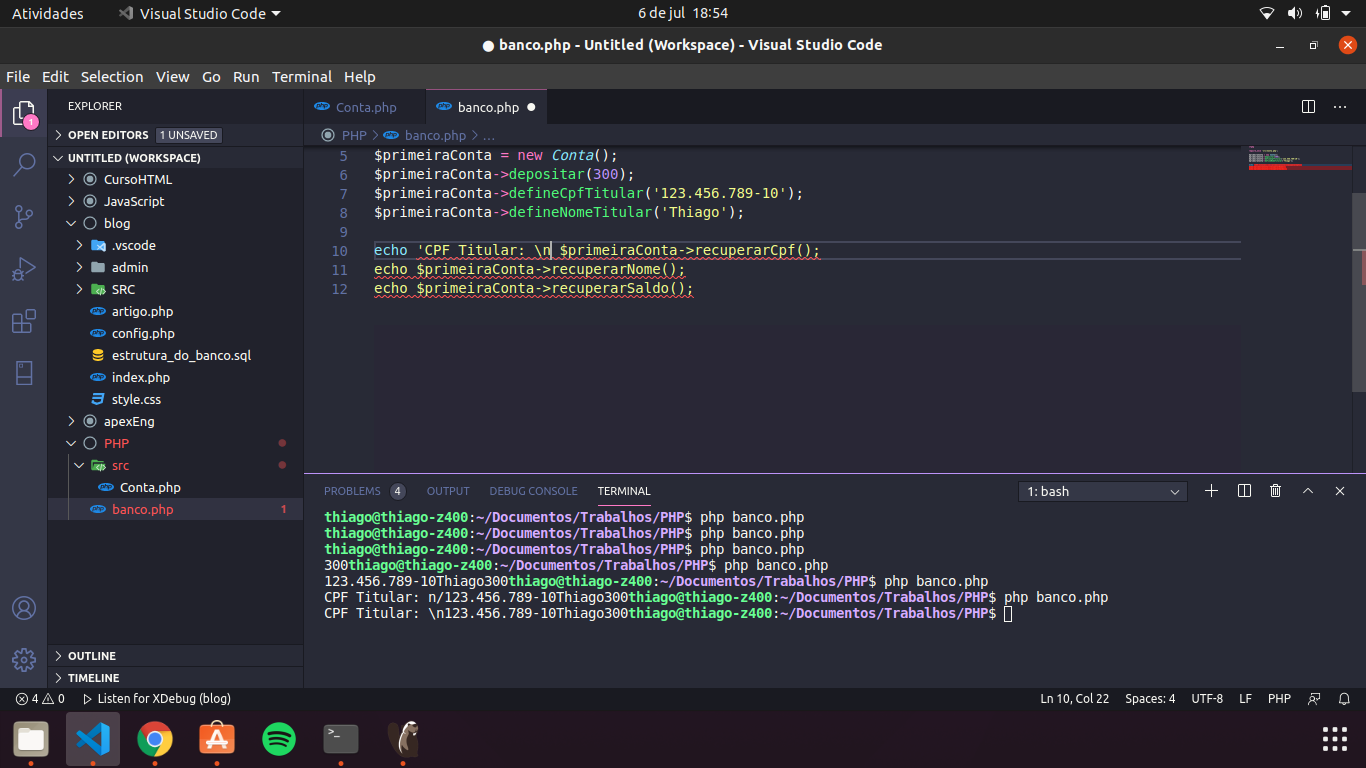 Atividades Visual Studio Code 6 de jul 18:54
● banco.php - Untitled (Workspace) - Visual Studio Code
File Edit Selection View Go Run Terminal Help
EXPLORER
OPEN EDITORS 1 UNSAVED
UNTITLED (WORKSPACE)
CursoHTML
JavaScript
blog
.vscode
admin
SRC
artigo.php
config.php
estrutura_do_banco.sql
index.php
style.css
apexEng
PHP
src
Conta.php
banco.php 1
OUTLINE
TIMELINE
1
php Conta.php php banco.php ●
PHP > php banco.php > ...
5 $primeiraConta = new Conta();
6 $primeiraConta->depositar(300);
7 $primeiraConta->defineCpfTitular('123.456.789-10');
8 $primeiraConta->defineNomeTitular('Thiago');
9
10 echo 'CPF Titular: \n $primeiraConta->recuperarCpf();
11 echo $primeiraConta->recuperarNome();
12 echo $primeiraConta->recuperarSaldo();
PROBLEMS 4 OUTPUT DEBUG CONSOLE TERMINAL 1: bash
thiago@thiago-z400:~/Documentos/Trabalhos/PHP$ php banco.php
thiago@thiago-z400:~/Documentos/Trabalhos/PHP$ php banco.php
thiago@thiago-z400:~/Documentos/Trabalhos/PHP$ php banco.php
300thiago@thiago-z400:~/Documentos/Trabalhos/PHP$ php banco.php
123.456.789-10Thiago300thiago@thiago-z400:~/Documentos/Trabalhos/PHP$ php banco.php
CPF Titular: n/123.456.789-10Thiago300thiago@thiago-z400:~/Documentos/Trabalhos/PHP$ php banco.php
CPF Titular: \n123.456.789-10Thiago300thiago@thiago-z400:~/Documentos/Trabalhos/PHP$
4 0 Listen for XDebug (blog) Ln 10, Col 22 Spaces: 4 UTF-8 LF PHP